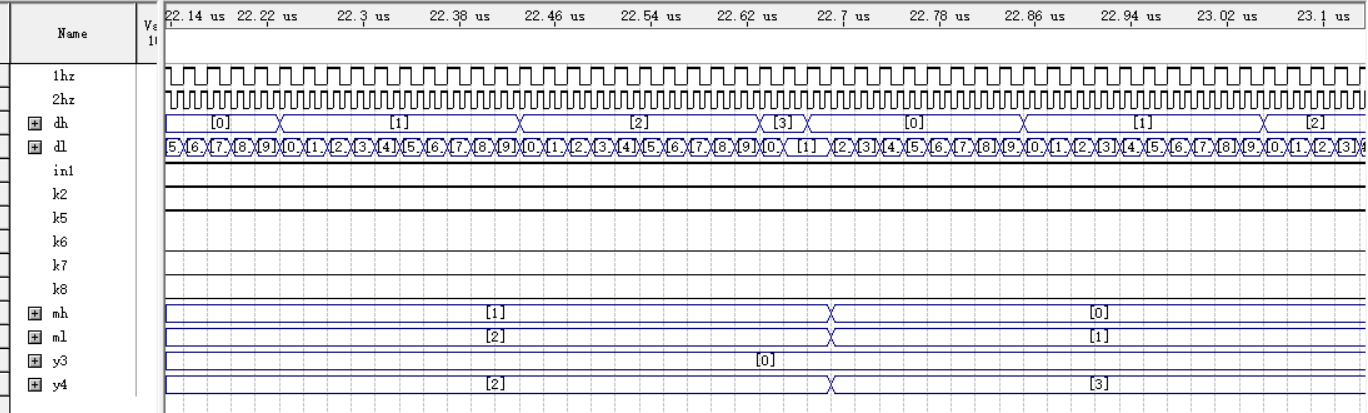 Name
Va
10
22.14 us 22.22 us 22.3 us 22.38 us 22.46 us 22.54 us 22.62 us 22.7 us 22.78 us 22.86 us 22.94 us 23.02 us 23.1 us
1hz
2hz
dh [0] [1] [2] [3] [0] [1] [2]
dl 5 [6 [7 [8 [9] [0 [1 [2 [3 [4] [5 [6 [7 [8 [9] [0 [1 [2 [3 [4] [5 [6 [7 [8 [9] [0 [1] [2 [3 [4 [5 [6 [7 [8 [9 [0 [1 [2 [3 [4 [5 [6 [7 [8 [9 [0 [1 [2 [3]
in1
k2
k5
k6
k7
k8
mh [1] [0]
ml [2] [1]
y3 [0]
y4 [2] [3]